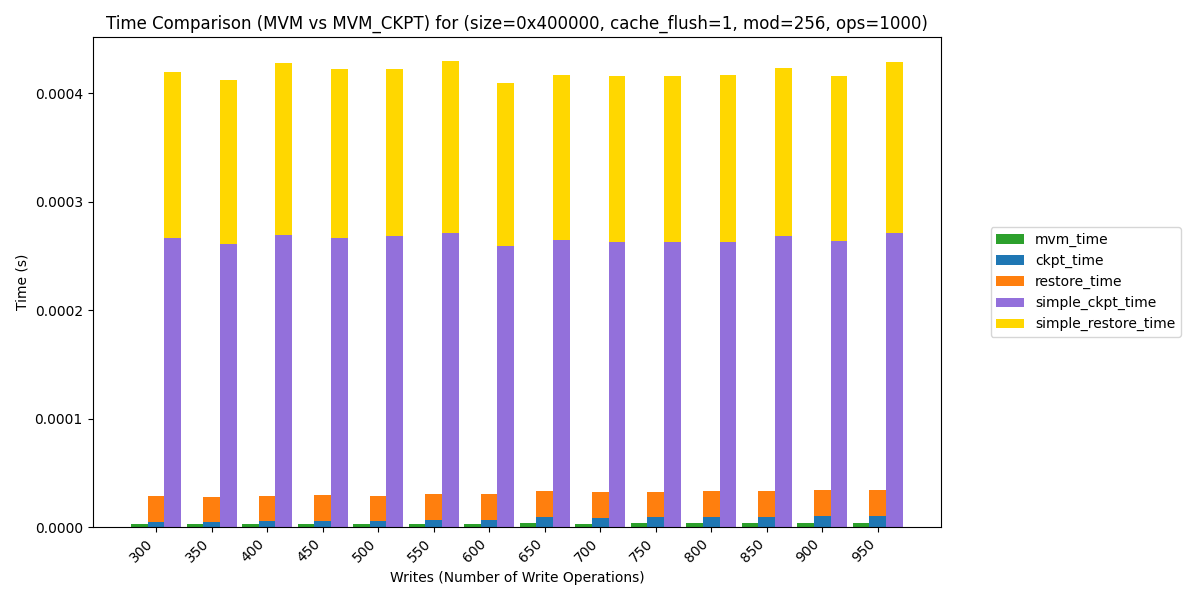 Time Comparison (MVM vs MVM_CKPT) for (size=0x400000, cache_flush=1, mod=256, ops=1000)
Time (s)
0.0004
0.0003
0.0002
0.0001
0.0000
300 350 400 450 500 550 600 650 700 750 800 850 900 950
Writes (Number of Write Operations)
mvm_time
ckpt_time
restore_time
simple_ckpt_time
simple_restore_time